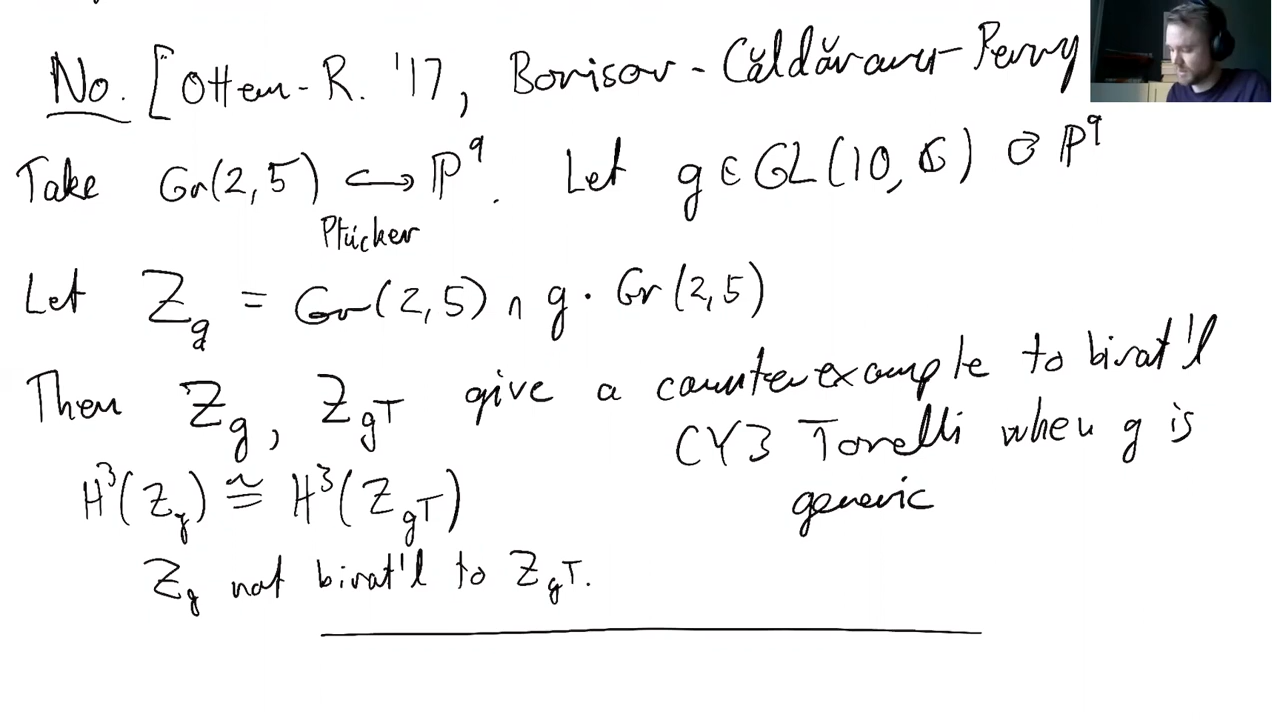 No. [Ottem-R. '17, Borisov-Căldăraru-Perry
Take Gr(2,5) ↪ ℙ⁹. Let g ∈ GL(10, ℂ) ↻ ℙ⁹
Plücker
Let Z_g = Gr(2,5) ∩ g · Gr(2,5)
Then Z_g, Z_{gT} give a counterexample to birat'l
CY3 Torelli when g is
generic
H³(Z_g) ≅ H³(Z_{gT})
Z_g not birat'l to Z_{gT}.